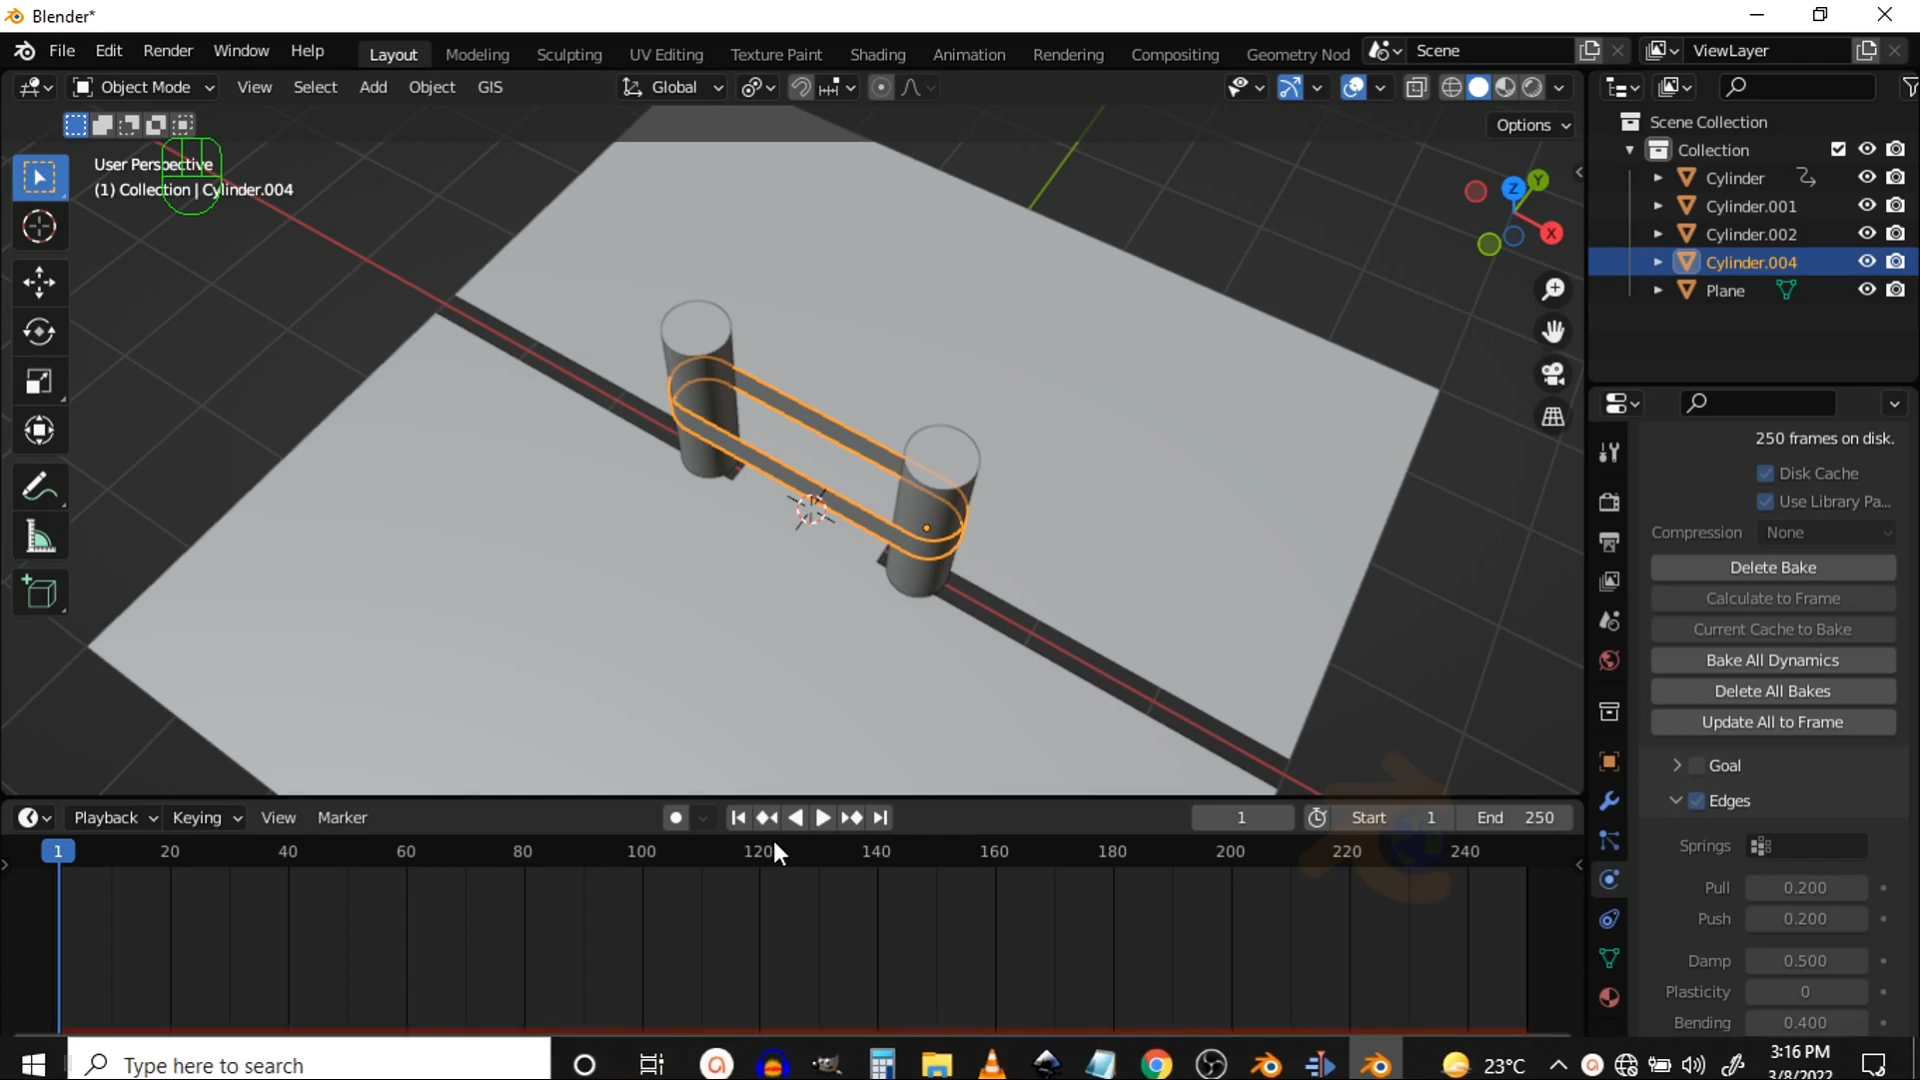 Blender*
File Edit Render Window Help Layout Modeling Sculpting UV Editing Texture Paint Shading Animation Rendering Compositing Geometry Nod Scene ViewLayer
Object Mode View Select Add Object GIS Global
Options
User Perspective
(1) Collection | Cylinder.004
Z Y X
Scene Collection
Collection
Cylinder
Cylinder.001
Cylinder.002
Cylinder.004
Plane
250 frames on disk.
Disk Cache
Use Library Pa...
Compression None
Delete Bake
Calculate to Frame
Current Cache to Bake
Bake All Dynamics
Delete All Bakes
Update All to Frame
Goal
Edges
Springs
Pull 0.200
Push 0.200
Damp 0.500
Plasticity 0
Bending 0.400
Playback Keying View Marker 1 Start 1 End 250
1 20 40 60 80 100 120 140 160 180 200 220 240
Type here to search
23°C
3:16 PM
3/8/2022